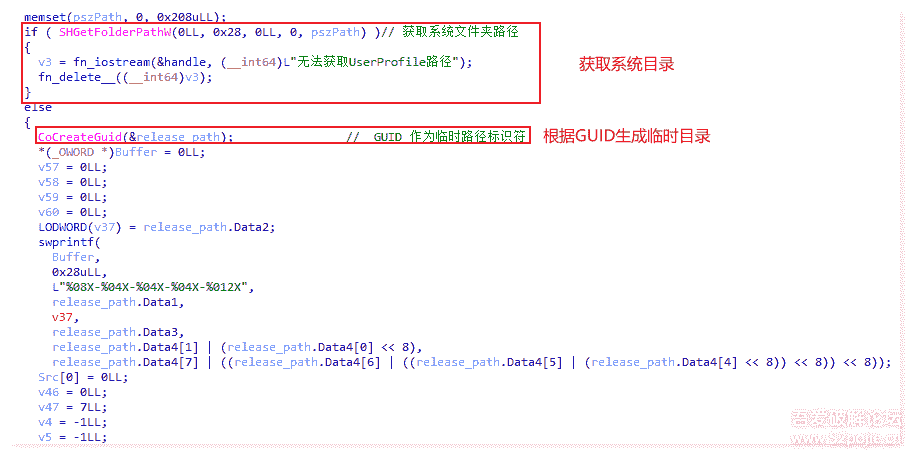 memset(pszPath, 0, 0x208uLL);
if ( SHGetFolderPathW(0LL, 0x28, 0LL, 0, pszPath) )// 获取系统文件夹路径
{
v3 = fn_iostream(&handle, (__int64)L"无法获取UserProfile路径");
fn_delete__((__int64)v3);
}
获取系统目录
else
{
CoCreateGuid(&release_path); // GUID 作为临时路径标识符
根据GUID生成临时目录
*(_OWORD *)Buffer = 0LL;
v57 = 0LL;
v58 = 0LL;
v59 = 0LL;
v60 = 0LL;
LODWORD(v37) = release_path.Data2;
swprintf(
Buffer,
0x28uLL,
L"%08X-%04X-%04X-%04X-%012X",
release_path.Data1,
v37,
release_path.Data3,
release_path.Data4[1] | (release_path.Data4[0] << 8),
release_path.Data4[7] | ((release_path.Data4[6] | ((release_path.Data4[5] | (release_path.Data4[4] << 8)) << 8)) << 8));
Src[0] = 0LL;
v46 = 0LL;
v47 = 7LL;
v4 = -1LL;
v5 = -1LL;
吾爱破解论坛
www.52pojie.cn